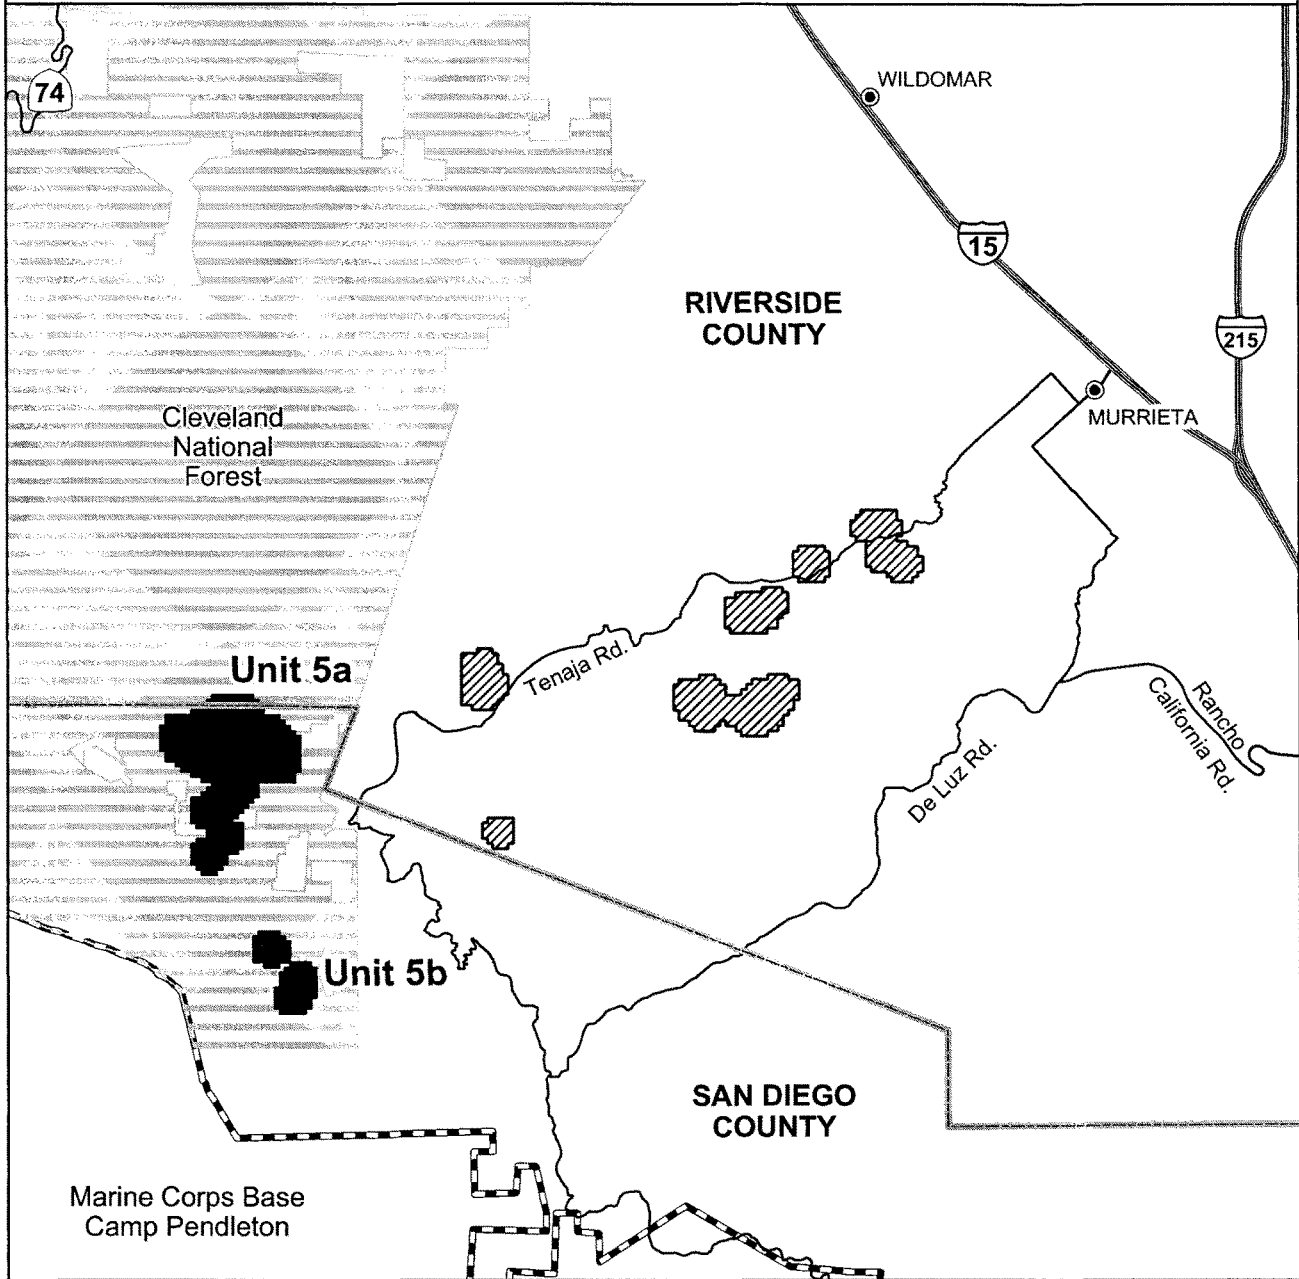 74
WILDOMAR
15
RIVERSIDE
COUNTY
215
MURRIETA
Cleveland
National
Forest
Unit 5a
Tenaja Rd.
Rancho
California Rd.
De Luz Rd.
Unit 5b
SAN DIEGO
COUNTY
Marine Corps Base
Camp Pendleton